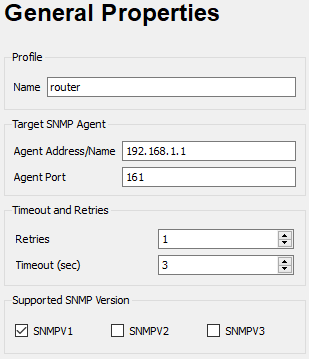 General Properties
Profile
Name router
Target SNMP Agent
Agent Address/Name 192.168.1.1
Agent Port 161
Timeout and Retries
Retries 1
Timeout (sec) 3
Supported SNMP Version
SNMPV1 SNMPV2 SNMPV3